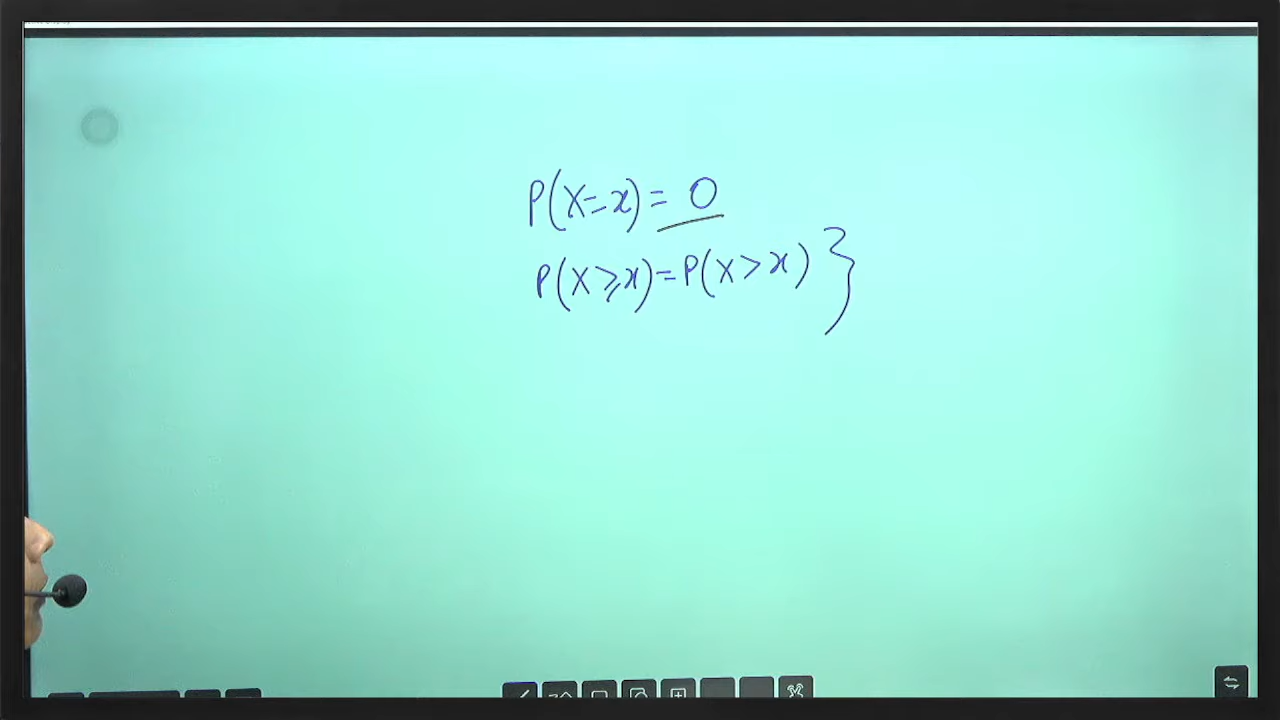 P(X=x) = 0
P(X≥x)=P(X>x) }